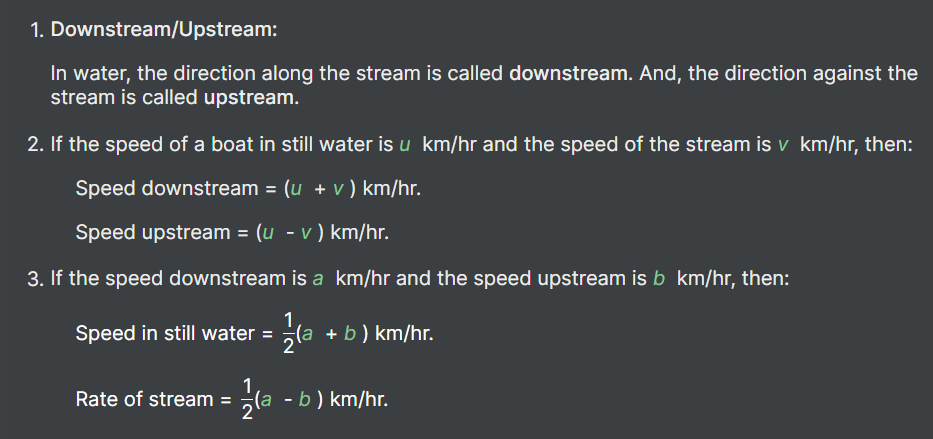 1. Downstream/Upstream:
In water, the direction along the stream is called downstream. And, the direction against the
stream is called upstream.
2. If the speed of a boat in still water is u km/hr and the speed of the stream is v km/hr, then:
Speed downstream = (u + v ) km/hr.
Speed upstream = (u - v ) km/hr.
3. If the speed downstream is a km/hr and the speed upstream is b km/hr, then:
Speed in still water = 1/2(a + b ) km/hr.
Rate of stream = 1/2(a - b ) km/hr.